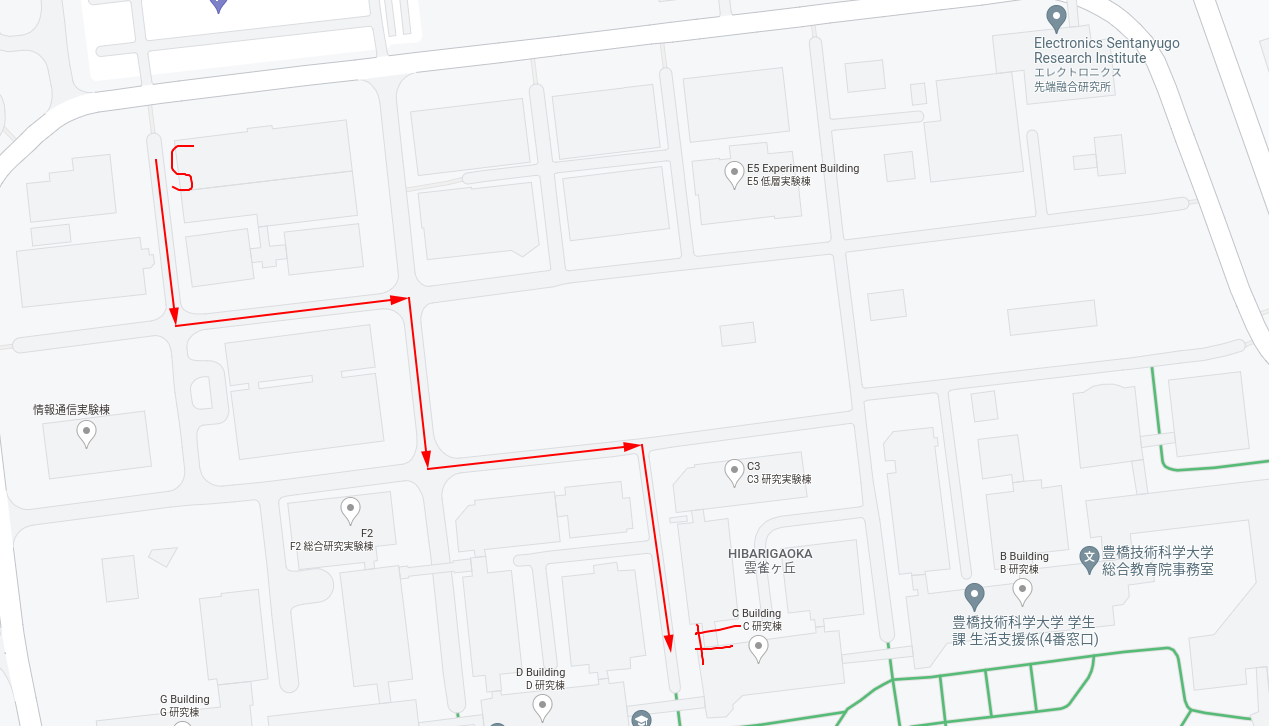 Electronics Sentanyugo
Research Institute
エレクトロニクス
先端融合研究所
S
E5 Experiment Building
E5 低層実験棟
情報通信実験棟
C3
C3 研究実験棟
F2
F2 総合研究実験棟
HIBARIGAOKA
雲雀ヶ丘
B Building
B 研究棟
豊橋技術科学大学
総合教育院事務室
C Building
C 研究棟
豊橋技術科学大学 学生
課 生活支援係(4番窓口)
D Building
D 研究棟
G Building
G 研究棟
文